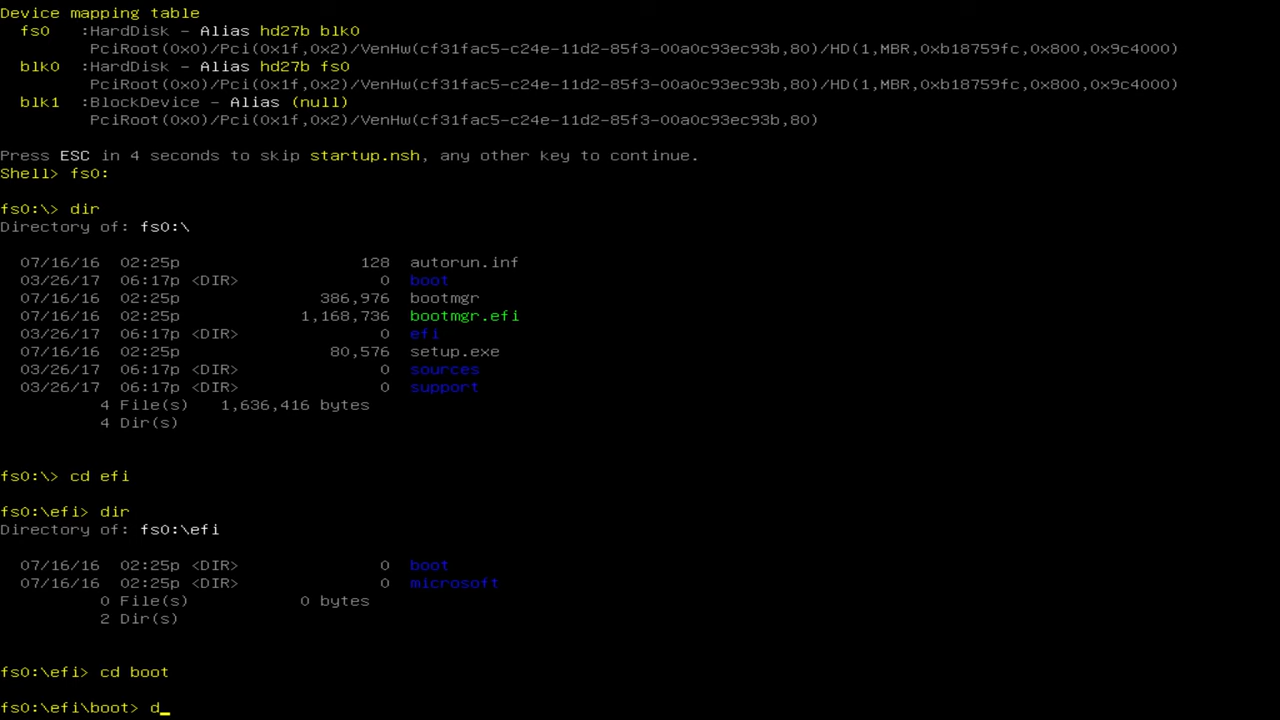 Device mapping table
fs0 :HardDisk - Alias hd27b blk0
PciRoot(0x0)/Pci(0x1f,0x2)/VenHw(cf31fac5-c24e-11d2-85f3-00a0c93ec93b,80)/HD(1,MBR,0xb18759fc,0x800,0x9c4000)
blk0 :HardDisk - Alias hd27b fs0
PciRoot(0x0)/Pci(0x1f,0x2)/VenHw(cf31fac5-c24e-11d2-85f3-00a0c93ec93b,80)/HD(1,MBR,0xb18759fc,0x800,0x9c4000)
blk1 :BlockDevice - Alias (null)
PciRoot(0x0)/Pci(0x1f,0x2)/VenHw(cf31fac5-c24e-11d2-85f3-00a0c93ec93b,80)
Press ESC in 4 seconds to skip startup.nsh, any other key to continue.
Shell> fs0:
fs0:\> dir
Directory of: fs0:\
07/16/16 02:25p 128 autorun.inf
03/26/17 06:17p <DIR> 0 boot
07/16/16 02:25p 386,976 bootmgr
07/16/16 02:25p 1,168,736 bootmgr.efi
03/26/17 06:17p <DIR> 0 efi
07/16/16 02:25p 80,576 setup.exe
03/26/17 06:17p <DIR> 0 sources
03/26/17 06:17p <DIR> 0 support
4 File(s) 1,636,416 bytes
4 Dir(s)
fs0:\> cd efi
fs0:\efi> dir
Directory of: fs0:\efi
07/16/16 02:25p <DIR> 0 boot
07/16/16 02:25p <DIR> 0 microsoft
0 File(s) 0 bytes
2 Dir(s)
fs0:\efi> cd boot
fs0:\efi\boot> d_